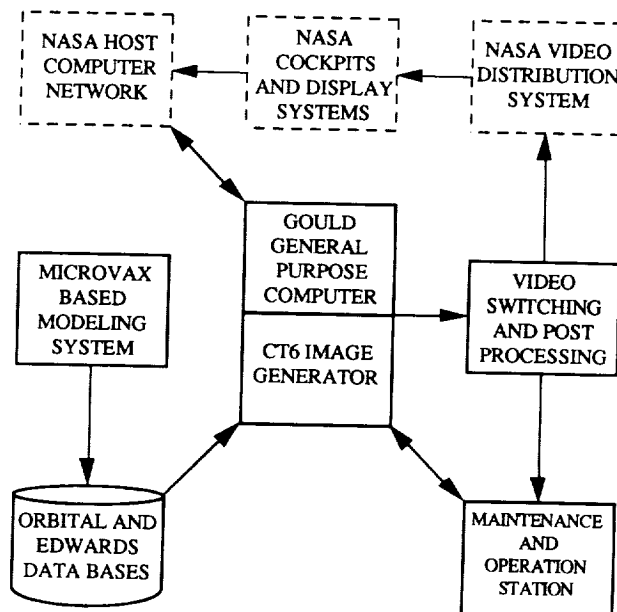 NASA HOST
COMPUTER
NETWORK
NASA
COCKPITS
AND DISPLAY
SYSTEMS
NASA VIDEO
DISTRIBUTION
SYSTEM
GOULD
GENERAL
PURPOSE
COMPUTER
MICROVAX
BASED
MODELING
SYSTEM
VIDEO
SWITCHING
AND POST
PROCESSING
CT6 IMAGE
GENERATOR
ORBITAL AND
EDWARDS
DATA BASES
MAINTENANCE
AND
OPERATION
STATION